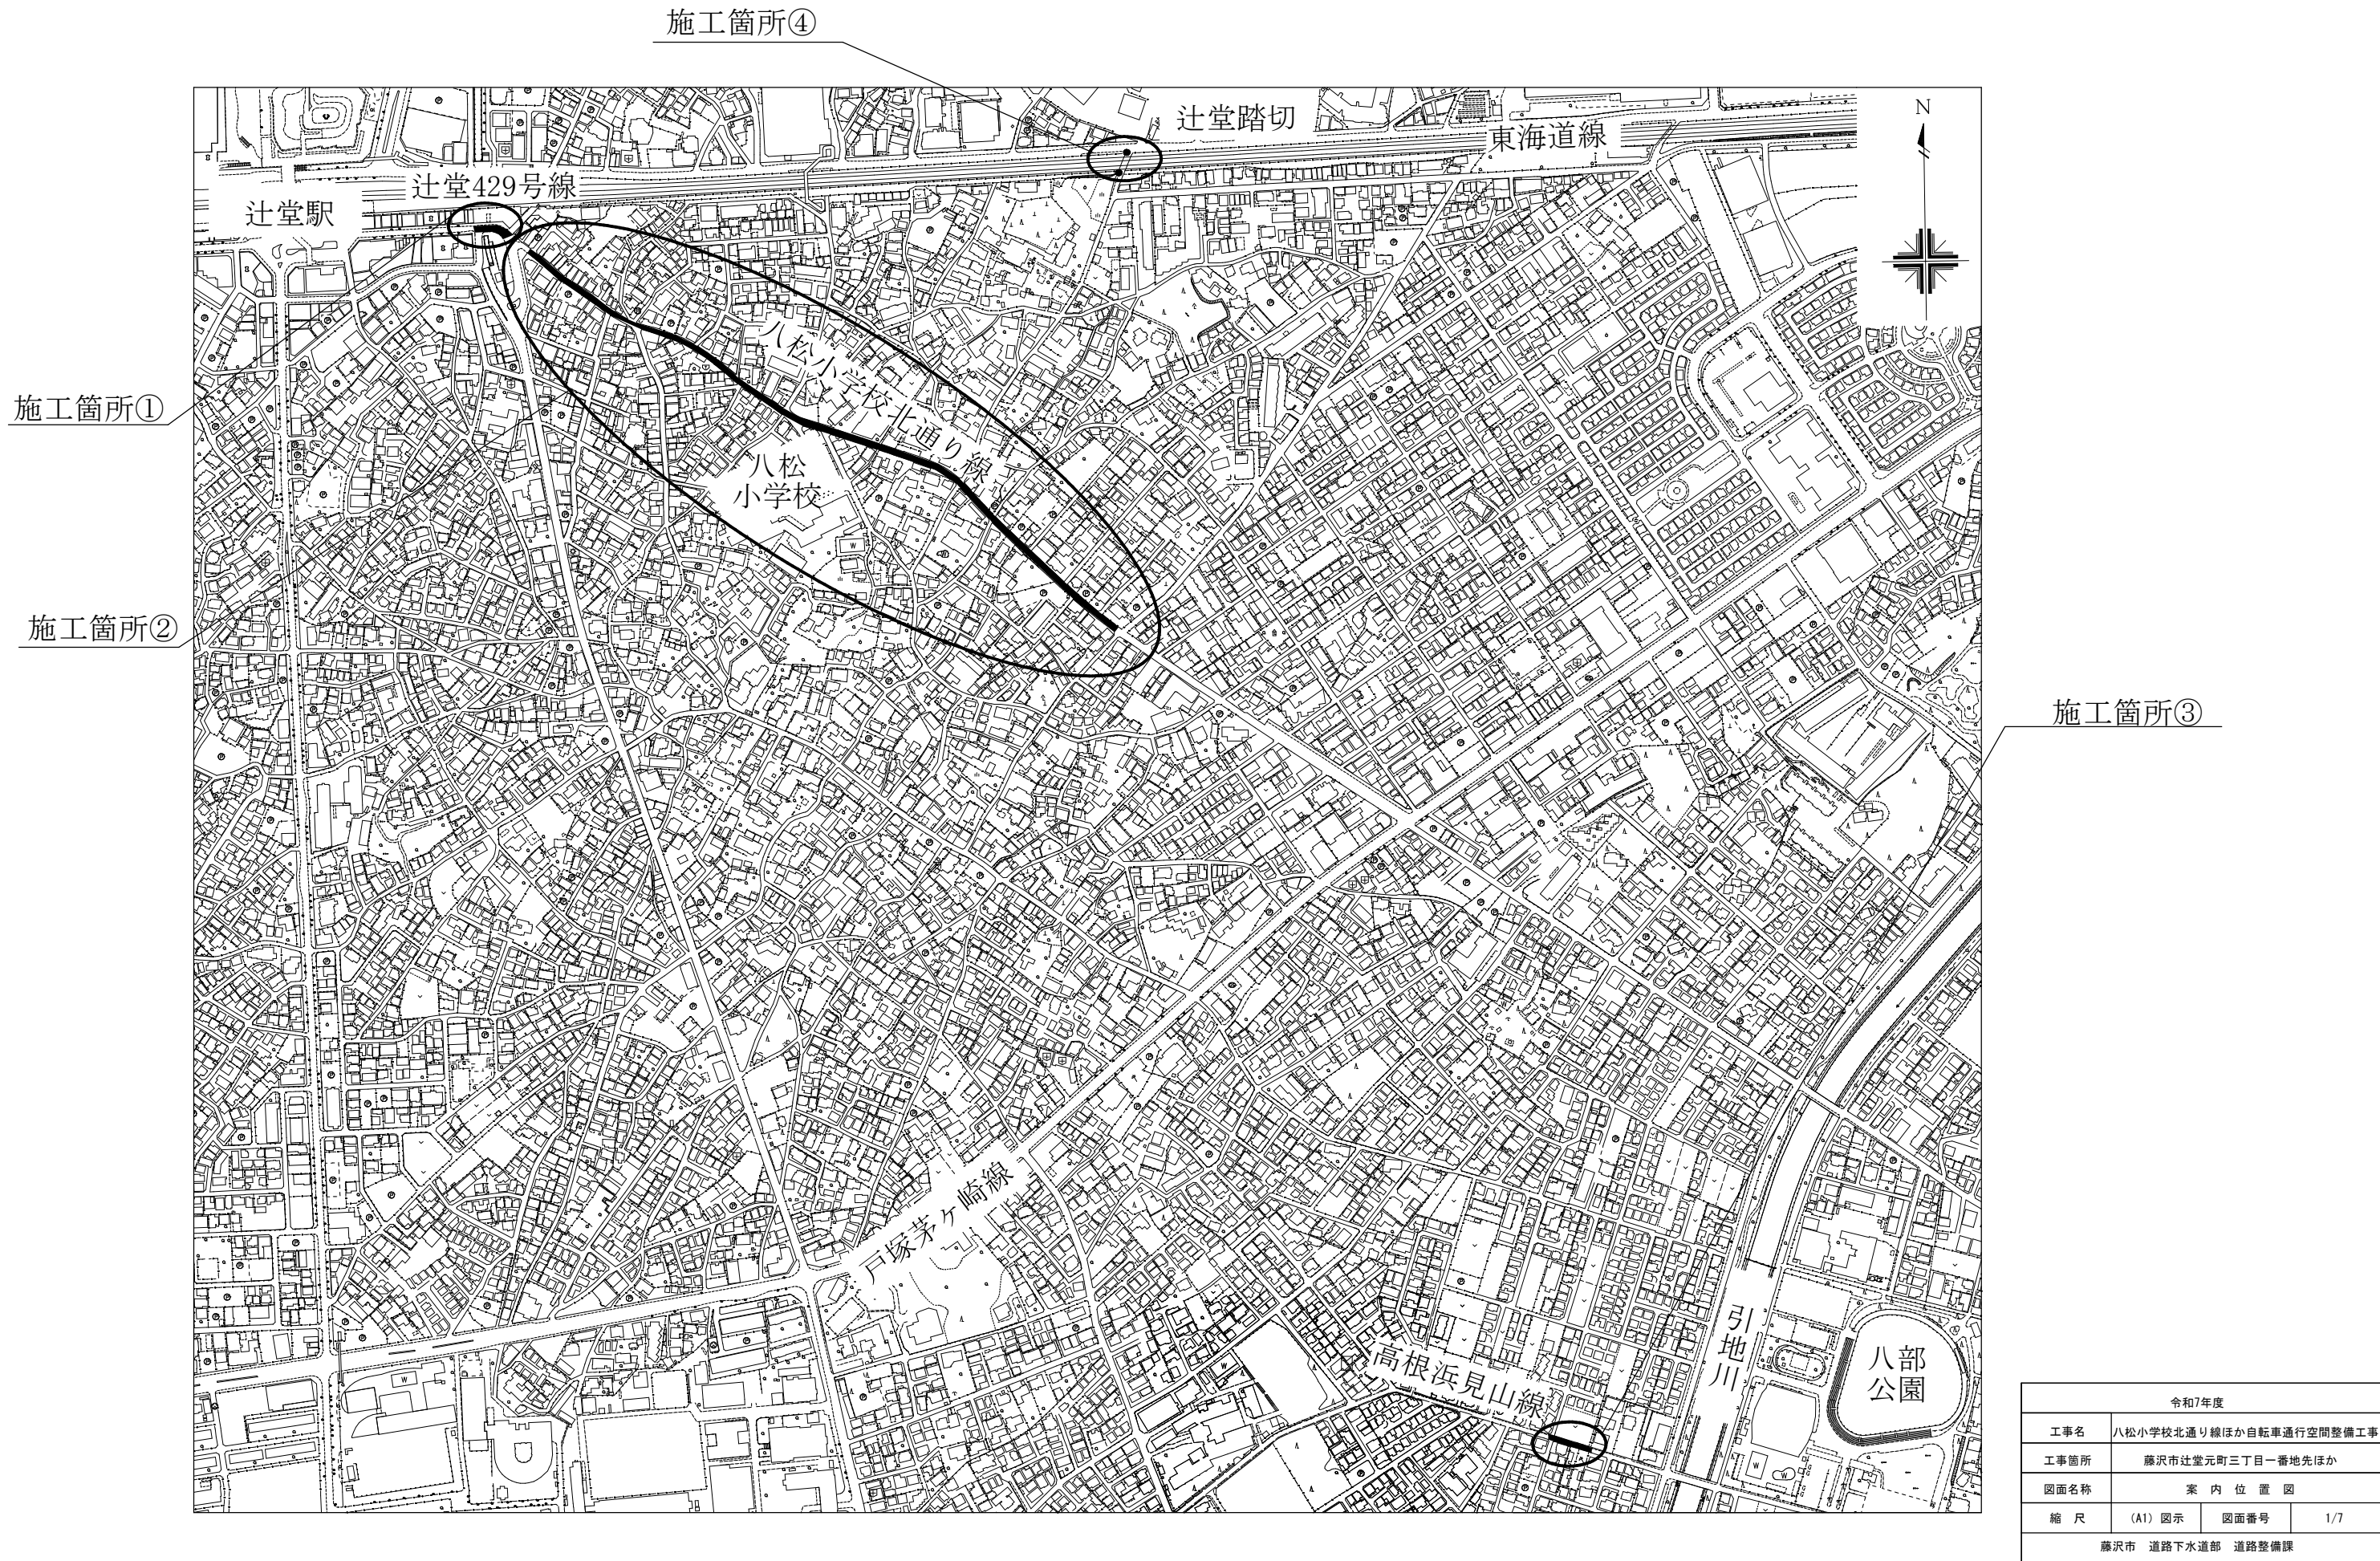 施工箇所④
辻堂踏切
東海道線
N
辻堂429号線
辻堂駅
施工箇所①
八松小学校北通り線
八松
小学校
施工箇所②
施工箇所③
戸塚茅ケ崎線
引地川
八部
公園
高根浜見山線
令和7年度
工事名 八松小学校北通り線ほか自転車通行空間整備工事
工事箇所 藤沢市辻堂元町三丁目一番地先ほか
図面名称 案 内 位 置 図
縮 尺 (A1) 図示 図面番号 1/7
藤沢市 道路下水道部 道路整備課